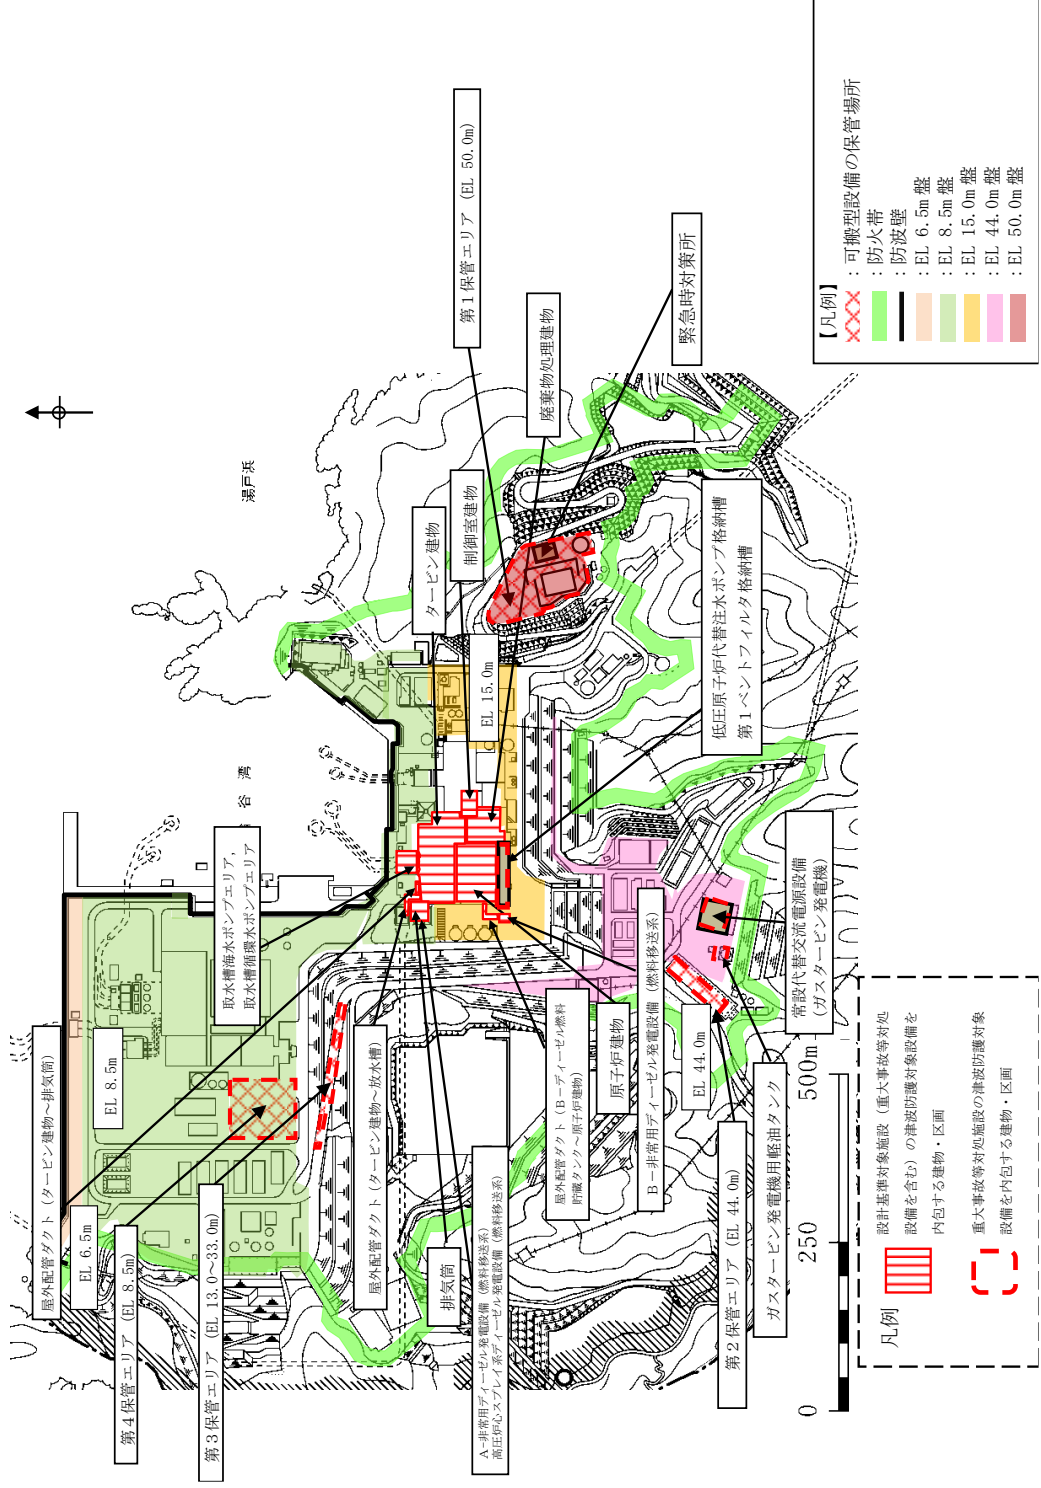 第1保管エリア (EL 50.0m)
緊急時対策所
廃棄物処理建物
制御室建物
タービン建物
湯戸浜
EL 15.0m
谷 湾
低圧原子炉代替注水ポンプ格納槽
第1ベントフィルタ格納槽
取水槽海水ポンプエリア,
取水槽循環水ポンプエリア
屋外配管ダクト (タービン建物～排気筒)
EL 8.5m
EL 6.5m
第4保管エリア (EL 8.5m)
第3保管エリア (EL 13.0～33.0m)
屋外配管ダクト (タービン建物～放水槽)
排気筒
A-非常用ディーゼル発電設備 (燃料移送系)
高圧炉心スプレイ系ディーゼル発電設備 (燃料移送系)
屋外配管ダクト (B-ディーゼル燃料
貯蔵タンク～原子炉建物)
原子炉建物
B-非常用ディーゼル発電設備 (燃料移送系)
EL 44.0m
第2保管エリア (EL 44.0m)
ガスタービン発電機用軽油タンク
常設代替交流電源設備
(ガスタービン発電機)
0
250
500m
【凡例】
:可搬型設備の保管場所
:防火帯
:防波壁
:EL 6.5m盤
:EL 8.5m盤
:EL 15.0m盤
:EL 44.0m盤
:EL 50.0m盤
凡例
設計基準対象施設 (重大事故等対処
設備を含む) の津波防護対象設備を
内包する建物・区画
重大事故等対処施設の津波防護対象
設備を内包する建物・区画